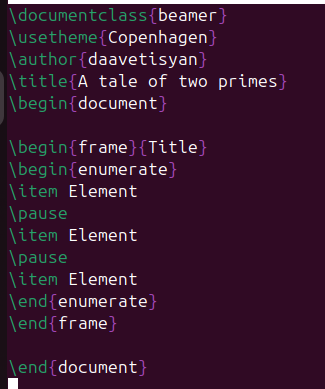 \documentclass{beamer}
\usetheme{Copenhagen}
\author{daavetisyan}
\title{A tale of two primes}
\begin{document}

\begin{frame}{Title}
\begin{enumerate}
\item Element
\pause
\item Element
\pause
\item Element
\end{enumerate}
\end{frame}

\end{document}